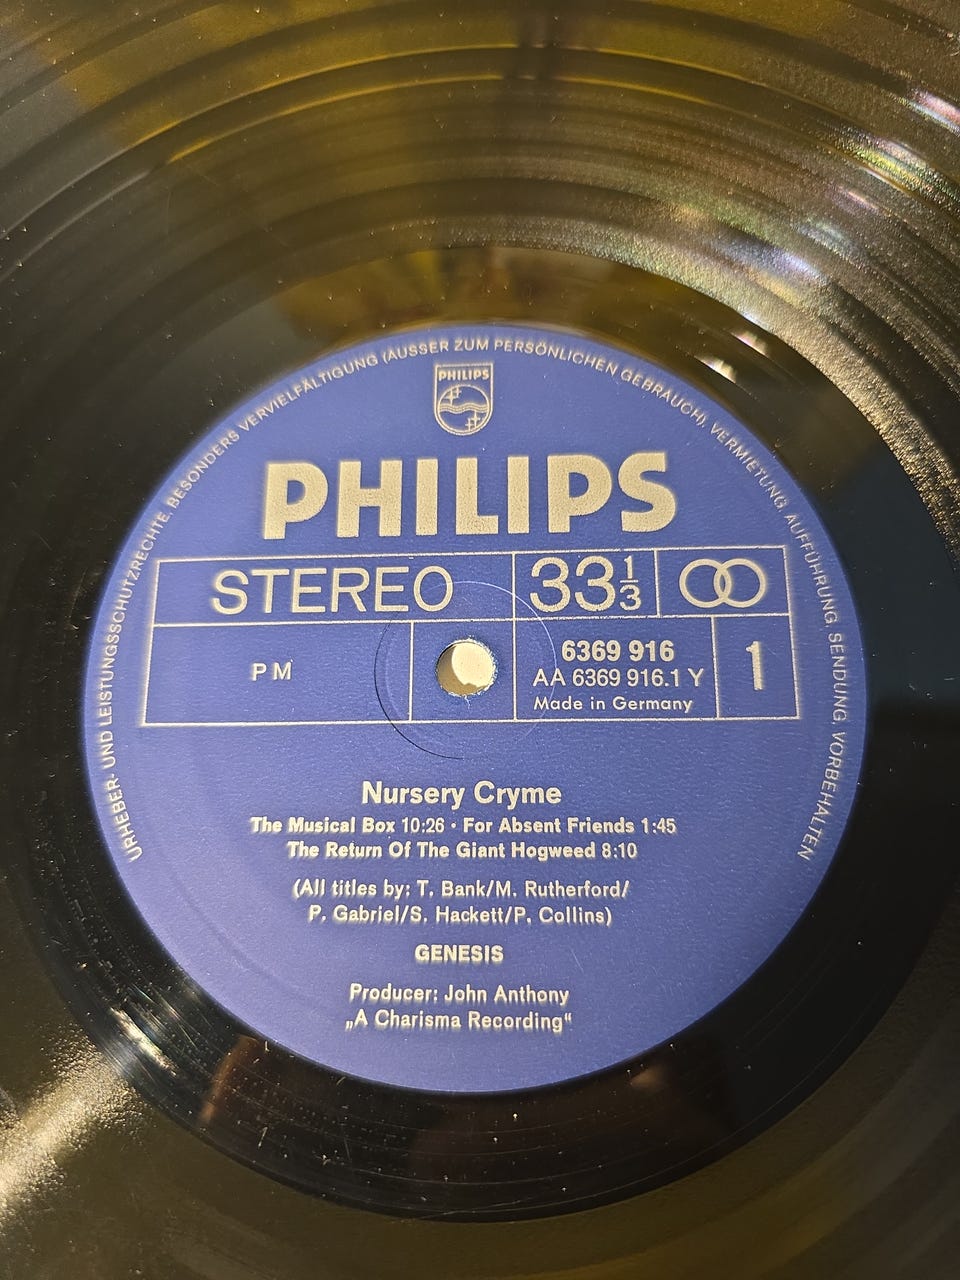 URHEBER- UND LEISTUNGSSCHUTZRECHTE, BESONDERS VERVIELFÄLTIGUNG (AUSSER ZUM PERSÖNLICHEN GEBRAUCH), VERMIETUNG, AUFFÜHRUNG, SENDUNG, VORBEHALTEN
PHILIPS
PHILIPS
STEREO 33 1/3
PM 6369 916 1
AA 6369 916.1 Y
Made in Germany
Nursery Cryme
The Musical Box 10:26 · For Absent Friends 1:45
The Return Of The Giant Hogweed 8:10
(All titles by: T. Bank/M. Rutherford/
P. Gabriel/S. Hackett/P. Collins)
GENESIS
Producer: John Anthony
„A Charisma Recording“